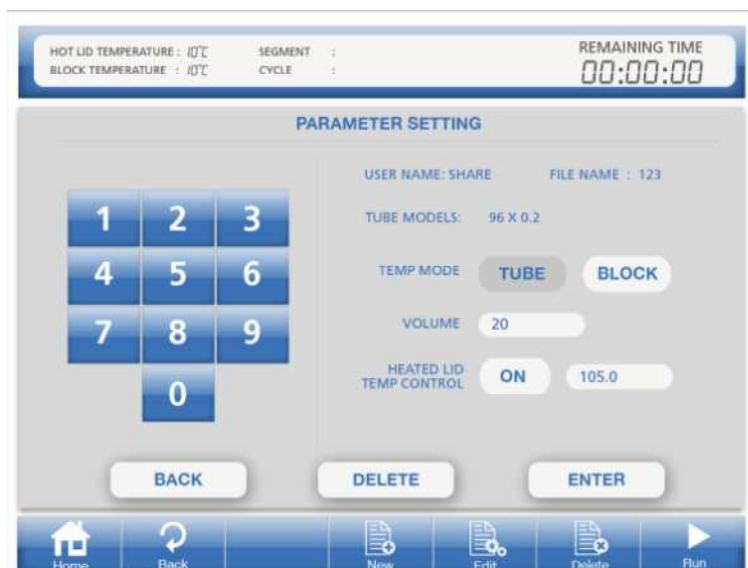 HOT LID TEMPERATURE : 10°C SEGMENT :
BLOCK TEMPERATURE : 10°C CYCLE :
REMAINING TIME
00:00:00
PARAMETER SETTING
USER NAME: SHARE FILE NAME : 123
TUBE MODELS: 96 X 0.2
TEMP MODE TUBE BLOCK
VOLUME 20
HEATED LID
TEMP CONTROL ON 105.0
1 2 3
4 5 6
7 8 9
0
BACK DELETE ENTER
Home Back New Edit Delete Run